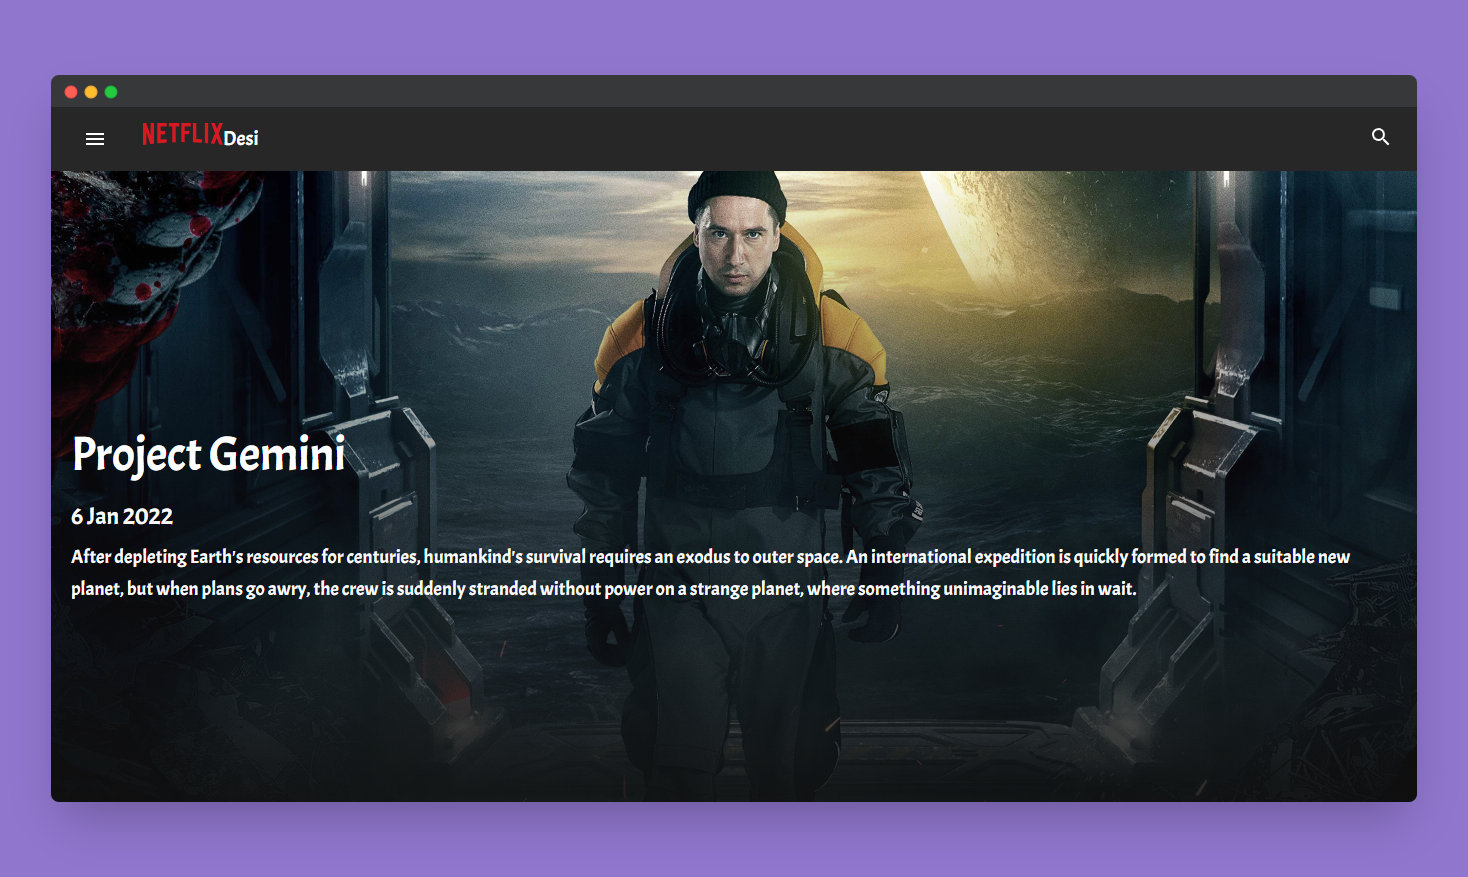 NETFLIXDesi
Project Gemini
6 Jan 2022
After depleting Earth's resources for centuries, humankind's survival requires an exodus to outer space. An international expedition is quickly formed to find a suitable new
planet, but when plans go awry, the crew is suddenly stranded without power on a strange planet, where something unimaginable lies in wait.